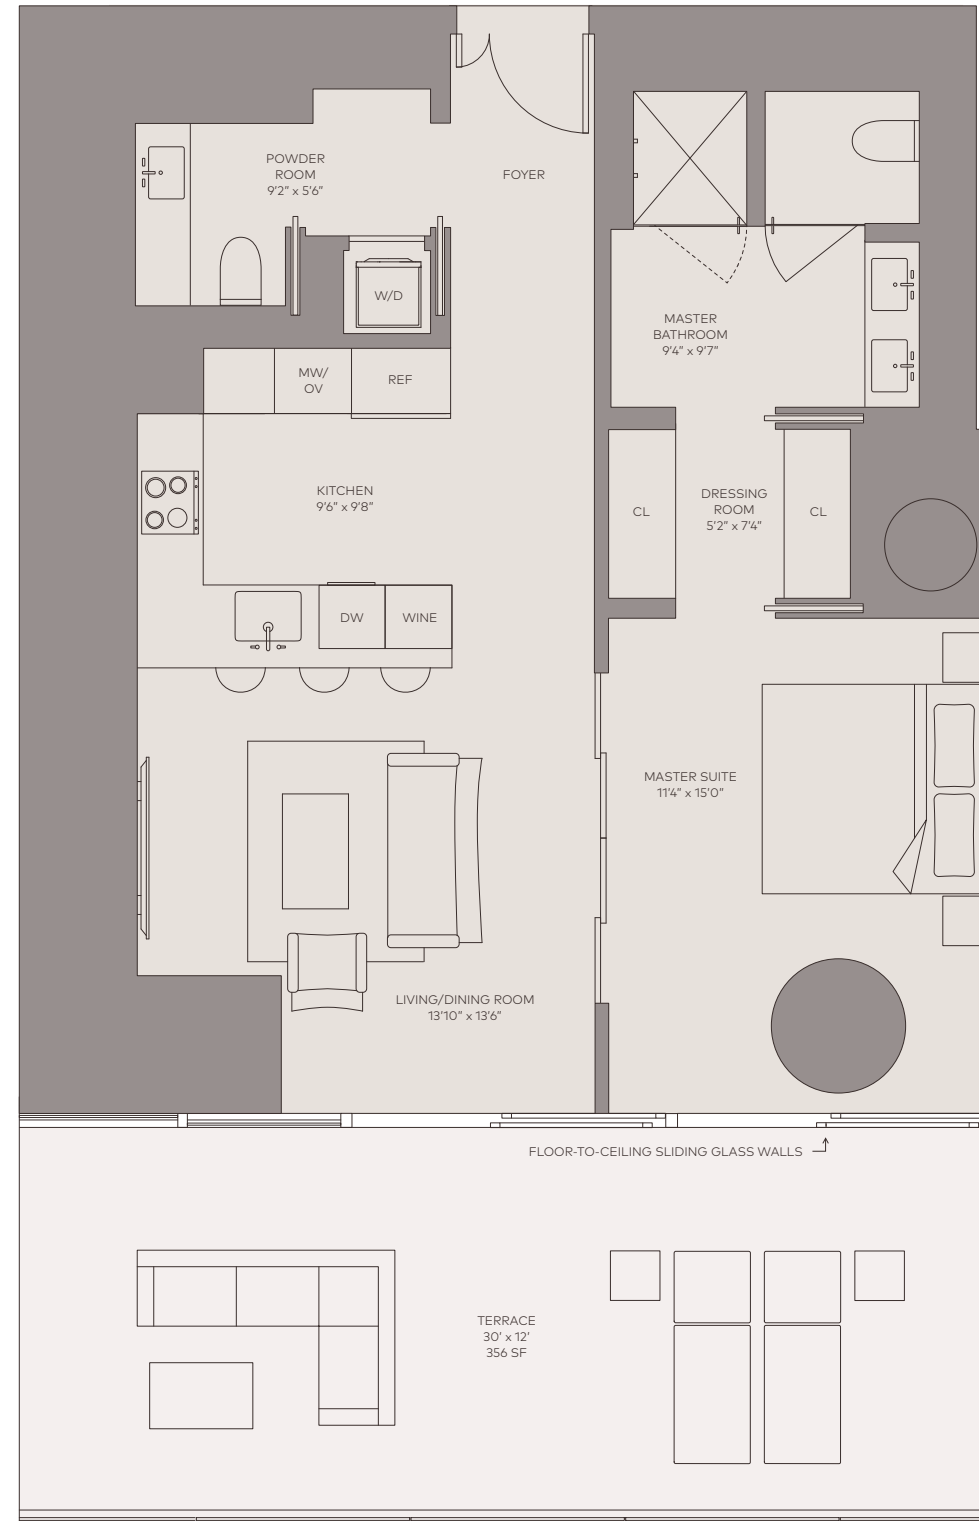 POWDER
ROOM
9'2" x 5'6"
FOYER
W/D
MASTER
BATHROOM
9'4" x 9'7"
MW/
OV
REF
KITCHEN
9'6" x 9'8"
CL
DRESSING
ROOM
5'2" x 7'4"
CL
DW
WINE
MASTER SUITE
11'4" x 15'0"
LIVING/DINING ROOM
13'10" x 13'6"
FLOOR-TO-CEILING SLIDING GLASS WALLS
TERRACE
30' x 12'
356 SF